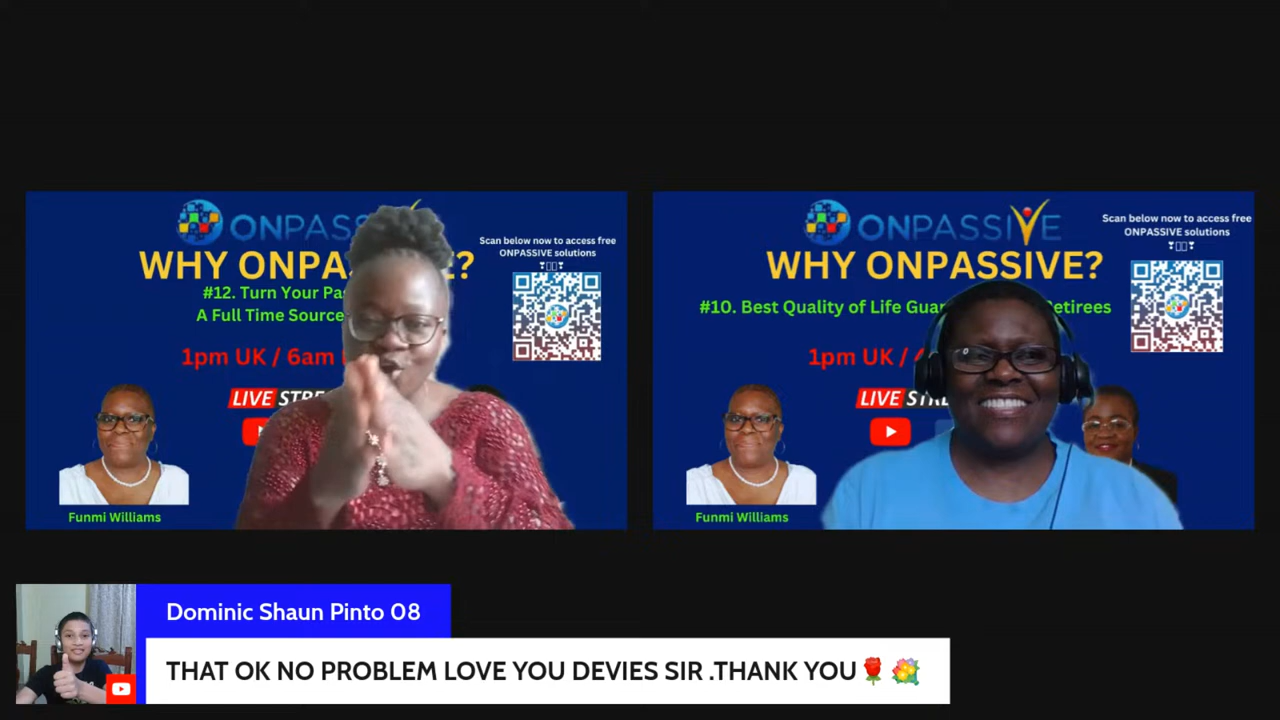 ONPASS
WHY ONPA E?
#12. Turn Your Pas
A Full Time Source
1pm UK / 6am
LIVE STRE
Funmi Williams
Scan below now to access free
ONPASSIVE solutions
ONPASSIVE
WHY ONPASSIVE?
#10. Best Quality of Life Guar etirees
1pm UK /
LIVE STRE
Funmi Williams
Scan below now to access free
ONPASSIVE solutions
Dominic Shaun Pinto 08
THAT OK NO PROBLEM LOVE YOU DEVIES SIR .THANK YOU🌹💐